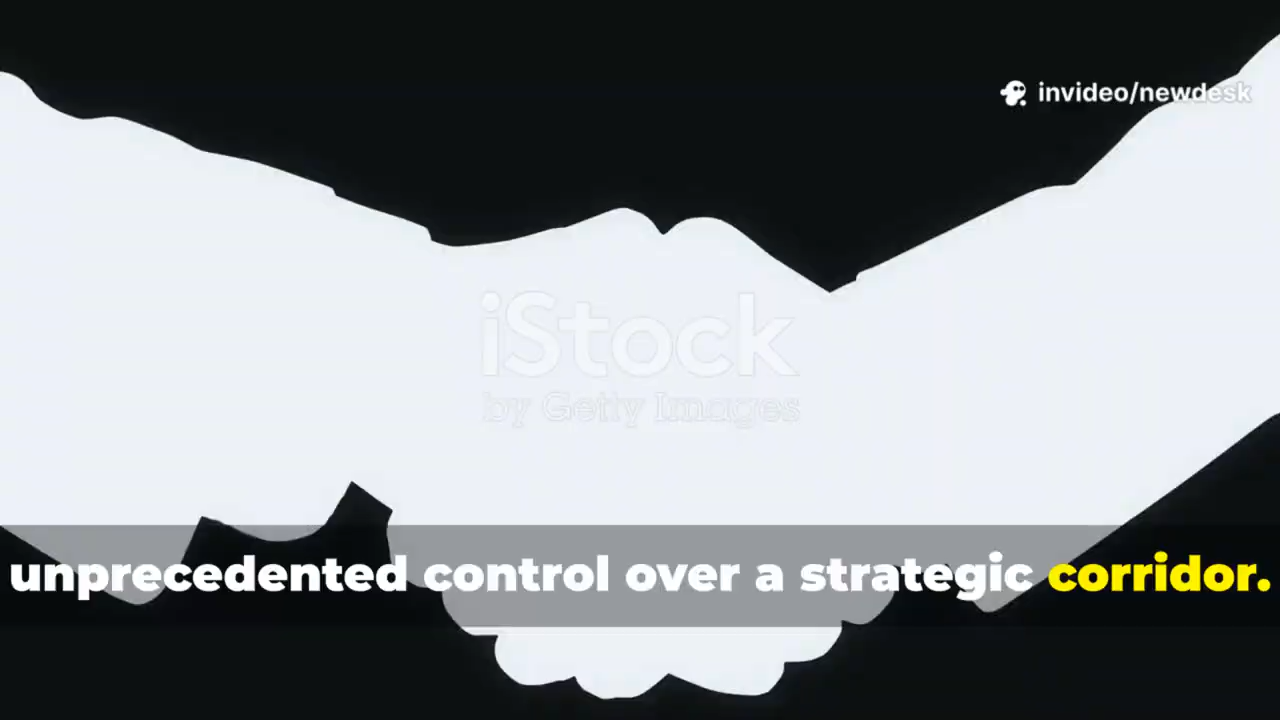 invideo/newdesk
iStock
by Getty Images
unprecedented control over a strategic corridor.